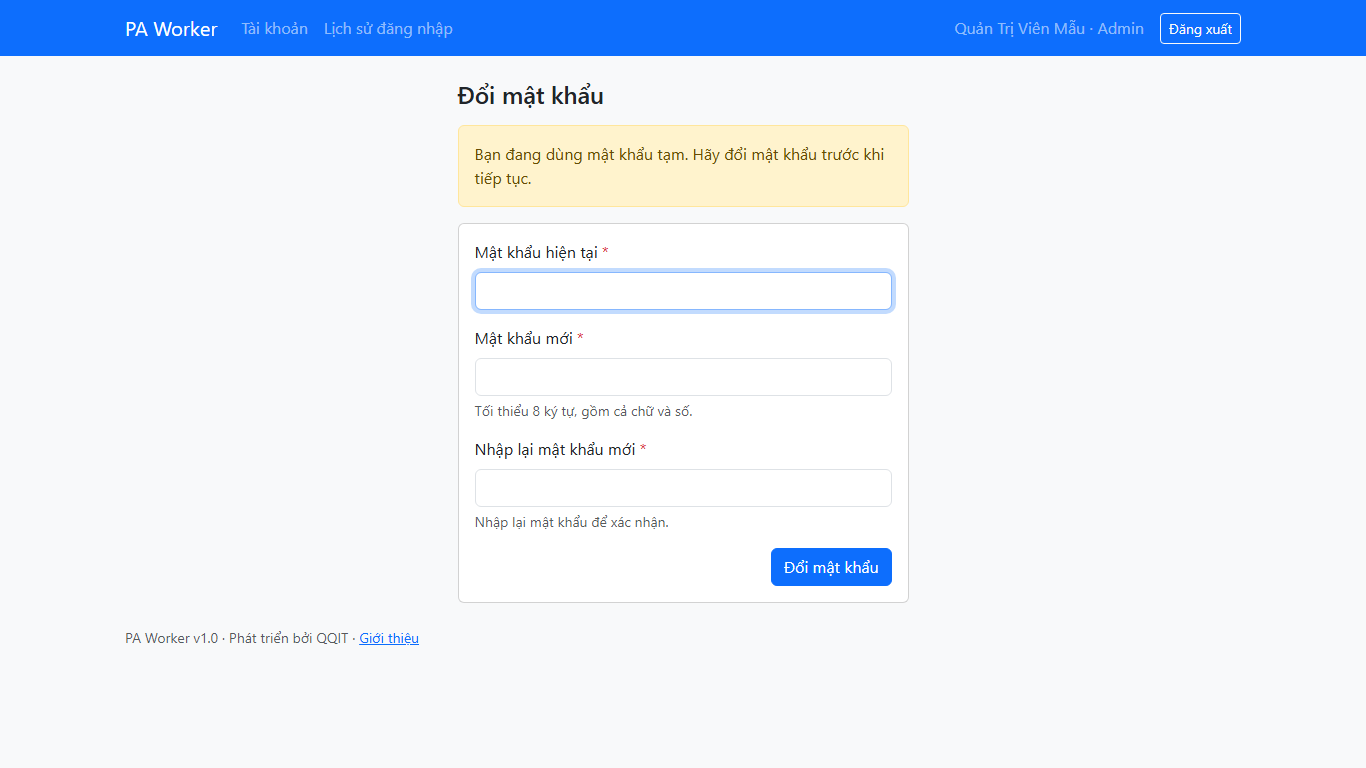 PA Worker Tài khoản Lịch sử đăng nhập Quản Trị Viên Mẫu · Admin Đăng xuất
Đổi mật khẩu
Bạn đang dùng mật khẩu tạm. Hãy đổi mật khẩu trước khi
tiếp tục.
Mật khẩu hiện tại *
Mật khẩu mới *
Tối thiểu 8 ký tự, gồm cả chữ và số.
Nhập lại mật khẩu mới *
Nhập lại mật khẩu để xác nhận.
Đổi mật khẩu
PA Worker v1.0 · Phát triển bởi QQIT · Giới thiệu